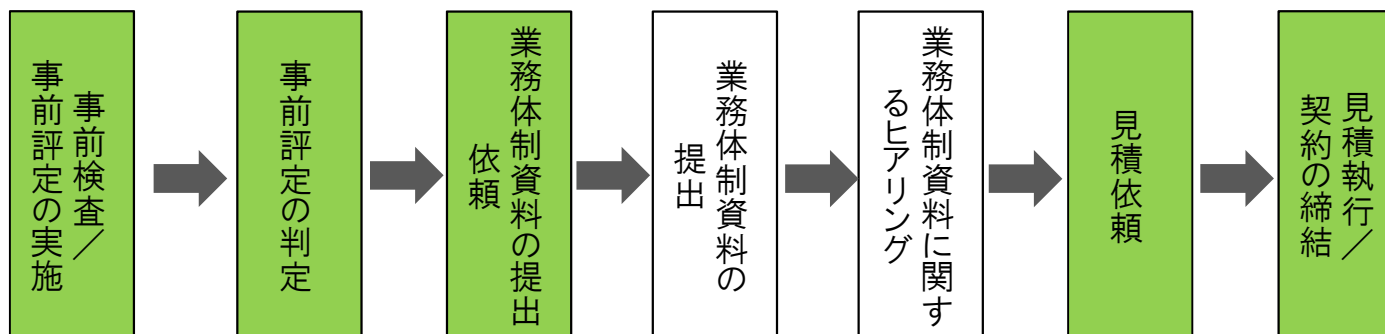 事前検査／
事前評定の実施
事前評定の判定
業務体制資料の提出
依頼
業務体制資料の
提出
業務体制資料に関す
るヒアリング
見積依頼
見積執行／
契約の締結